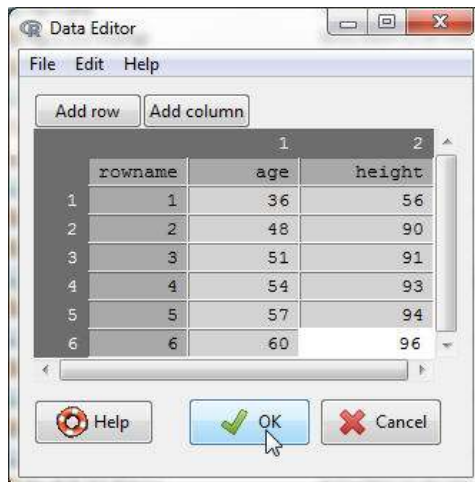 Data Editor
File Edit Help
Add row Add column
1 2
rowname age height
1 1 36 56
2 2 48 90
3 3 51 91
4 4 54 93
5 5 57 94
6 6 60 96
Help OK Cancel